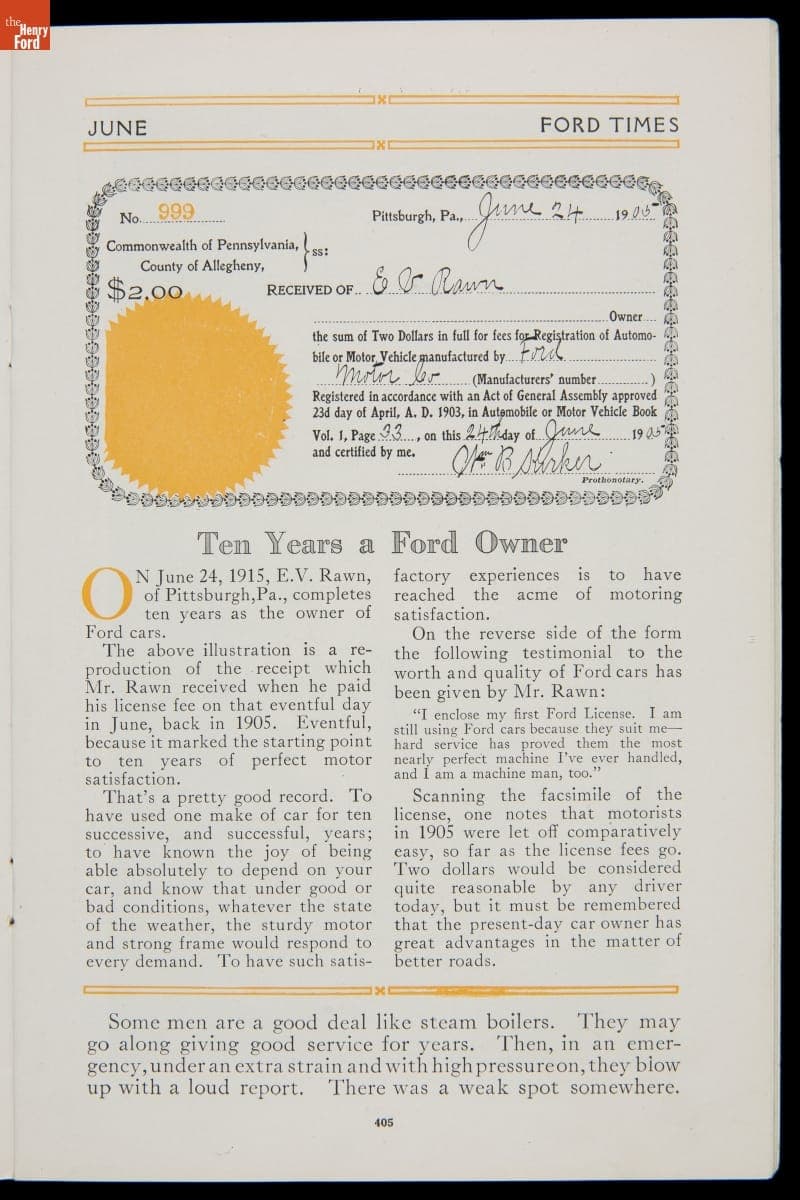 the
Henry
Ford
JUNE
FORD TIMES
No. 999
Pittsburgh, Pa., June 24 1905
Commonwealth of Pennsylvania,
County of Allegheny,
} ss:
$2.00
RECEIVED OF E V Rawn
Owner
the sum of Two Dollars in full for fees for Registration of Automo-
bile or Motor Vehicle manufactured by Ford
Motor Co (Manufacturers' number )
Registered in accordance with an Act of General Assembly approved
23d day of April, A. D. 1903, in Automobile or Motor Vehicle Book
Vol. 1, Page 33, on this 24th day of June 1905
and certified by me.
Wm B
Prothonotary.
Ten Years a Ford Owner
ON June 24, 1915, E.V. Rawn,
of Pittsburgh,Pa., completes
ten years as the owner of
Ford cars.
The above illustration is a re-
production of the receipt which
Mr. Rawn received when he paid
his license fee on that eventful day
in June, back in 1905. Eventful,
because it marked the starting point
to ten years of perfect motor
satisfaction.
That's a pretty good record. To
have used one make of car for ten
successive, and successful, years;
to have known the joy of being
able absolutely to depend on your
car, and know that under good or
bad conditions, whatever the state
of the weather, the sturdy motor
and strong frame would respond to
every demand. To have such satis-
factory experiences is to have
reached the acme of motoring
satisfaction.
On the reverse side of the form
the following testimonial to the
worth and quality of Ford cars has
been given by Mr. Rawn:
"I enclose my first Ford License. I am
still using Ford cars because they suit me—
hard service has proved them the most
nearly perfect machine I've ever handled,
and I am a machine man, too."
Scanning the facsimile of the
license, one notes that motorists
in 1905 were let off comparatively
easy, so far as the license fees go.
Two dollars would be considered
quite reasonable by any driver
today, but it must be remembered
that the present-day car owner has
great advantages in the matter of
better roads.
Some men are a good deal like steam boilers. They may
go along giving good service for years. Then, in an emer-
gency, under an extra strain and with high pressure on, they blow
up with a loud report. There was a weak spot somewhere.
405